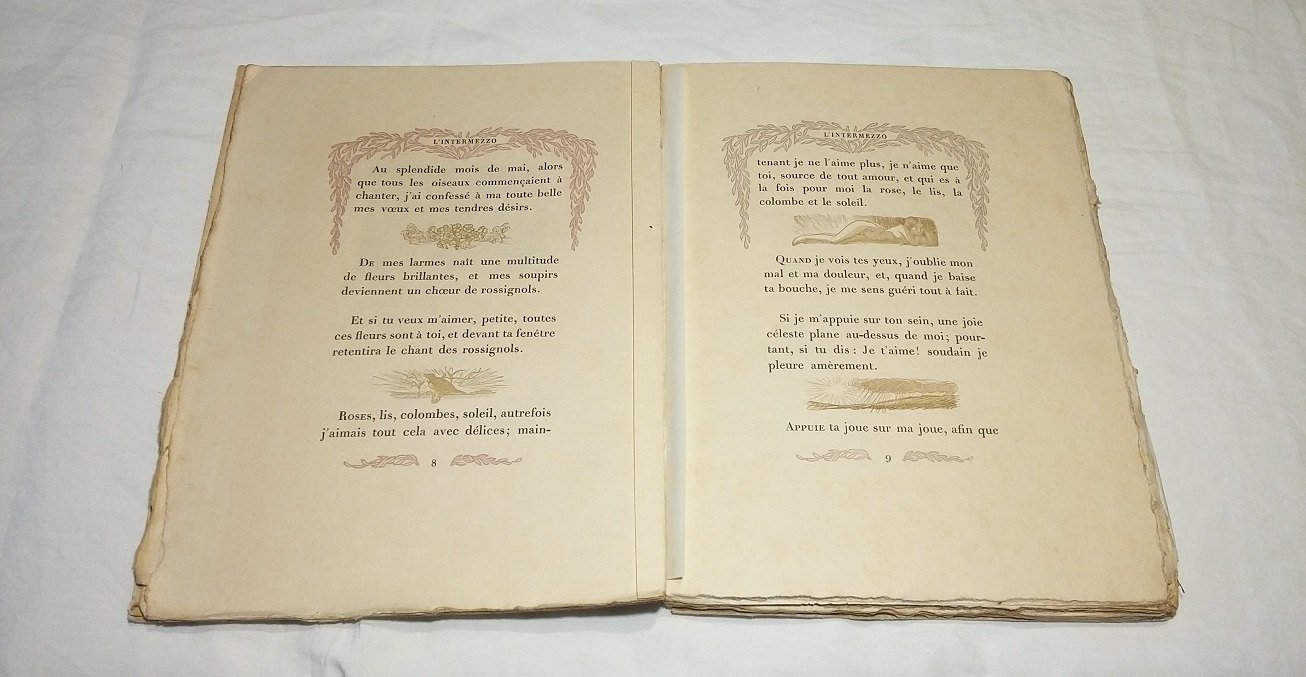 L'INTERMEZZO
Au splendide mois de mai, alors
que tous les oiseaux commençaient à
chanter, j'ai confessé à ma toute belle
mes vœux et mes tendres désirs.
De mes larmes naît une multitude
de fleurs brillantes, et mes soupirs
deviennent un chœur de rossignols.
Et si tu veux m'aimer, petite, toutes
ces fleurs sont à toi, et devant ta fenêtre
retentira le chant des rossignols.
Roses, lis, colombes, soleil, autrefois
j'aimais tout cela avec délices; main-
8
L'INTERMEZZO
tenant je ne l'aime plus, je n'aime que
toi, source de tout amour, et qui es à
la fois pour moi la rose, le lis, la
colombe et le soleil.
Quand je vois tes yeux, j'oublie mon
mal et ma douleur, et, quand je baise
ta bouche, je me sens guéri tout à fait.
Si je m'appuie sur ton sein, une joie
céleste plane au-dessus de moi; pour-
tant, si tu dis : Je t'aime! soudain je
pleure amèrement.
Appuie ta joue sur ma joue, afin que
9